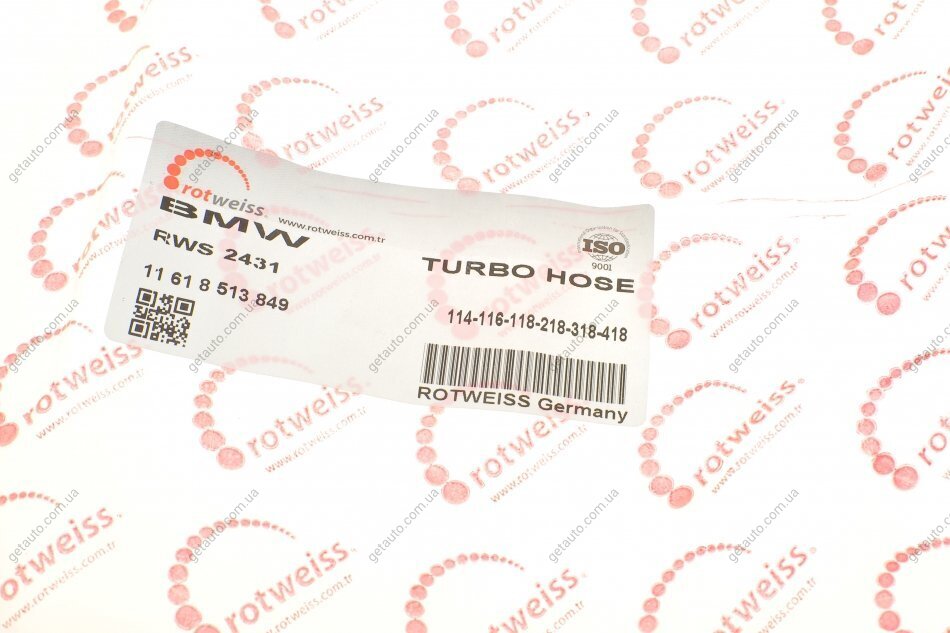 rotweiss.
www.rotweiss.com.tr
BMW
RWS 2431
11 61 8 513 849
ISO
9001
TURBO HOSE
114-116-118-218-318-418
ROTWEISS Germany
rotweiss.
www.rotweiss.com.tr
getauto.com.ua